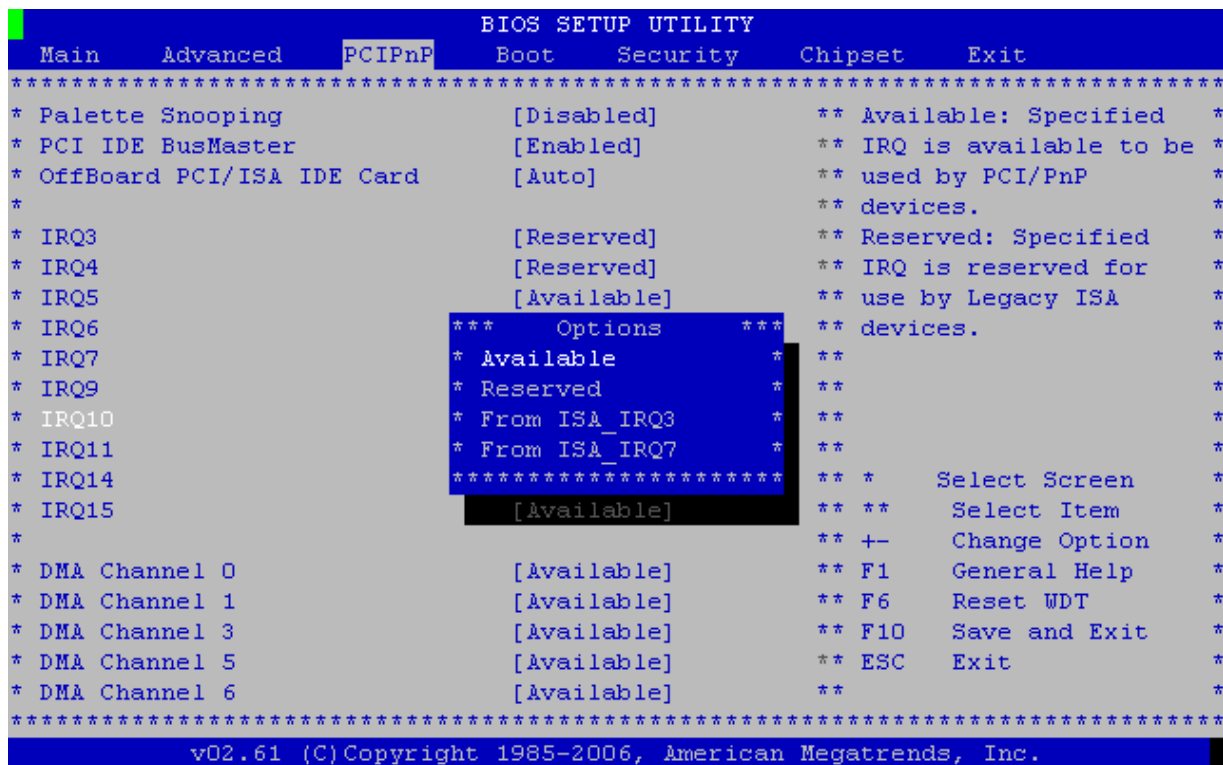 BIOS SETUP UTILITY
Main Advanced PCIPnP Boot Security Chipset Exit
*********************************************************************************
* Palette Snooping [Disabled] ** Available: Specified *
* PCI IDE BusMaster [Enabled] ** IRQ is available to be *
* OffBoard PCI/ISA IDE Card [Auto] ** used by PCI/PnP *
* ** devices. *
* IRQ3 [Reserved] ** Reserved: Specified *
* IRQ4 [Reserved] ** IRQ is reserved for *
* IRQ5 [Available] ** use by Legacy ISA *
* IRQ6 *** Options *** ** devices. *
* IRQ7 * Available * ** *
* IRQ9 * Reserved * ** *
* IRQ10 * From ISA_IRQ3 * ** *
* IRQ11 * From ISA_IRQ7 * ** *
* IRQ14 ********************** ** * Select Screen *
* IRQ15 [Available] ** ** Select Item *
* ** +- Change Option *
* DMA Channel 0 [Available] ** F1 General Help *
* DMA Channel 1 [Available] ** F6 Reset WDT *
* DMA Channel 3 [Available] ** F10 Save and Exit *
* DMA Channel 5 [Available] ** ESC Exit *
* DMA Channel 6 [Available] ** *
*********************************************************************************
v02.61 (C)Copyright 1985-2006, American Megatrends, Inc.